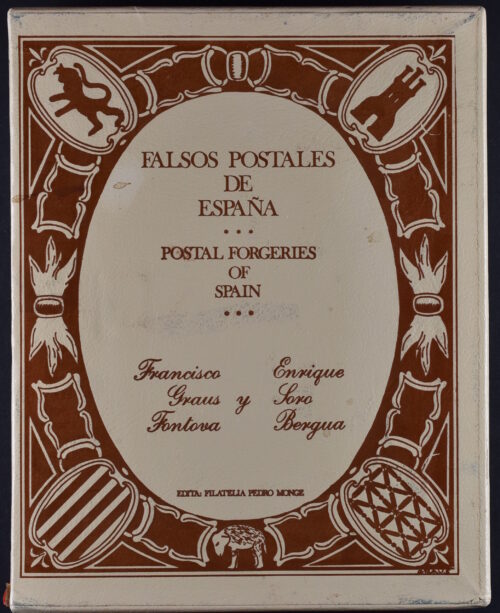 FALSOS POSTALES
DE
ESPAÑA
• • •
POSTAL FORGERIES
OF
SPAIN
• • •
Francisco Enrique
Graus y Soro
Fontova Bergua
EDITA: FILATELIA PEDRO MONGE